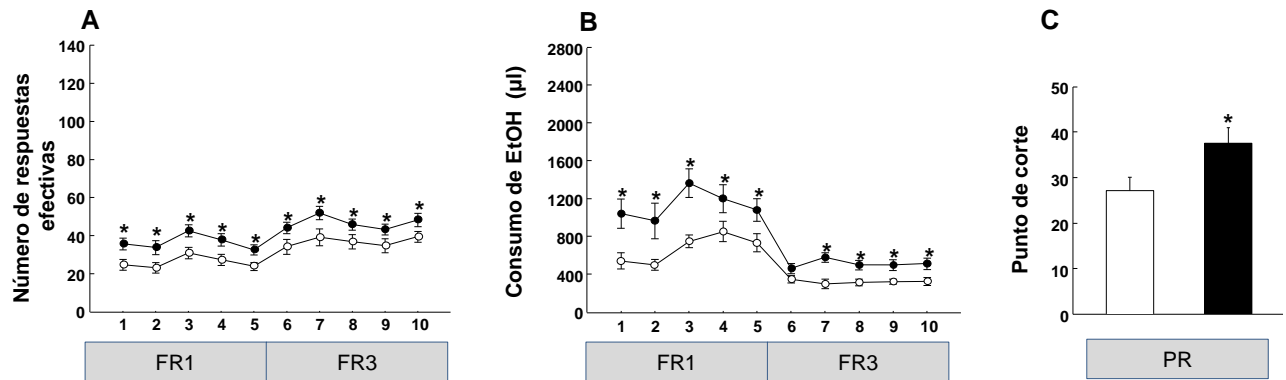 A
Número de respuestas
efectivas
140
120
100
80
60
40
20
0
* * * * * * * * * *
1 2 3 4 5 6 7 8 9 10
FR1 FR3
B
Consumo de EtOH (µl)
2800
2400
2000
1600
1200
800
400
0
* * * * * * * * *
1 2 3 4 5 6 7 8 9 10
FR1 FR3
C
Punto de corte
50
40
30
20
10
0
*
PR